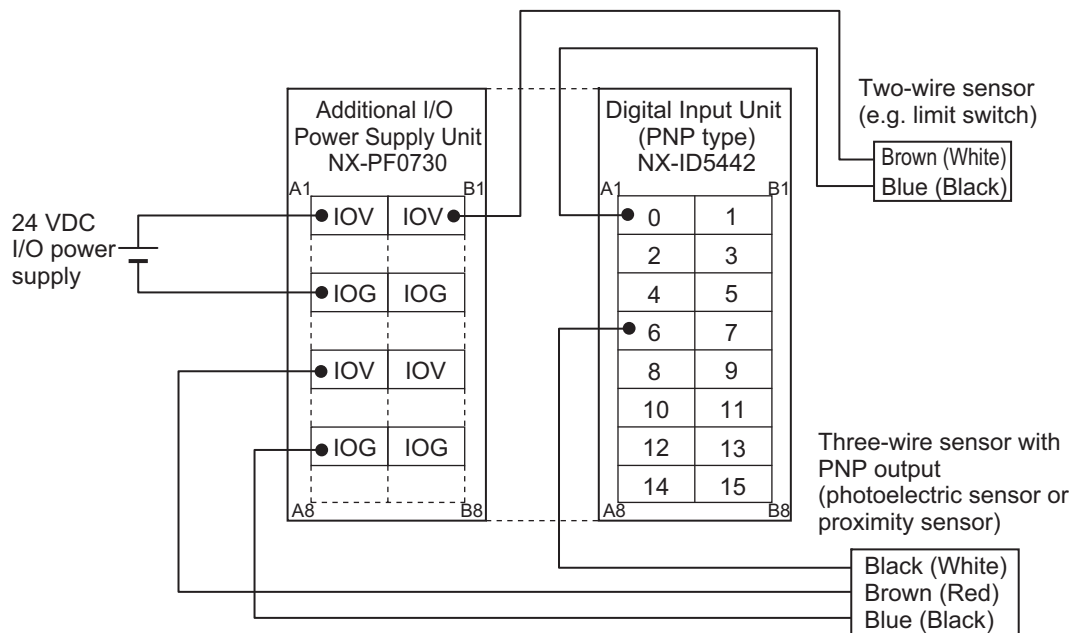 Additional I/O
Power Supply Unit
NX-PF0730
A1 B1
IOV IOV
IOG IOG
IOV IOV
IOG IOG
A8 B8
24 VDC
I/O power
supply
Digital Input Unit
(PNP type)
NX-ID5442
A1 B1
0 1
2 3
4 5
6 7
8 9
10 11
12 13
14 15
A8 B8
Two-wire sensor
(e.g. limit switch)
Brown (White)
Blue (Black)
Three-wire sensor with
PNP output
(photoelectric sensor or
proximity sensor)
Black (White)
Brown (Red)
Blue (Black)